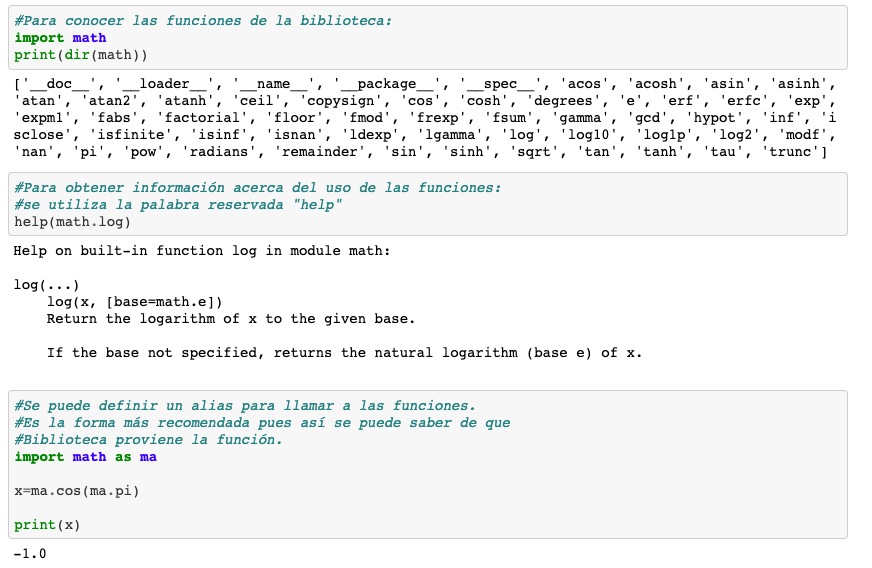 #Para conocer las funciones de la biblioteca:
import math
print(dir(math))
['__doc__', '__loader__', '__name__', '__package__', '__spec__', 'acos', 'acosh', 'asin', 'asinh',
'atan', 'atan2', 'atanh', 'ceil', 'copysign', 'cos', 'cosh', 'degrees', 'e', 'erf', 'erfc', 'exp',
'expm1', 'fabs', 'factorial', 'floor', 'fmod', 'frexp', 'fsum', 'gamma', 'gcd', 'hypot', 'inf', 'i
sclose', 'isfinite', 'isinf', 'isnan', 'ldexp', 'lgamma', 'log', 'log10', 'log1p', 'log2', 'modf',
'nan', 'pi', 'pow', 'radians', 'remainder', 'sin', 'sinh', 'sqrt', 'tan', 'tanh', 'tau', 'trunc']
#Para obtener información acerca del uso de las funciones:
#se utiliza la palabra reservada "help"
help(math.log)
Help on built-in function log in module math:
log(...)
    log(x, [base=math.e])
    Return the logarithm of x to the given base.
    If the base not specified, returns the natural logarithm (base e) of x.
#Se puede definir un alias para llamar a las funciones.
#Es la forma más recomendada pues así se puede saber de que
#Biblioteca proviene la función.
import math as ma
x=ma.cos(ma.pi)
print(x)
-1.0